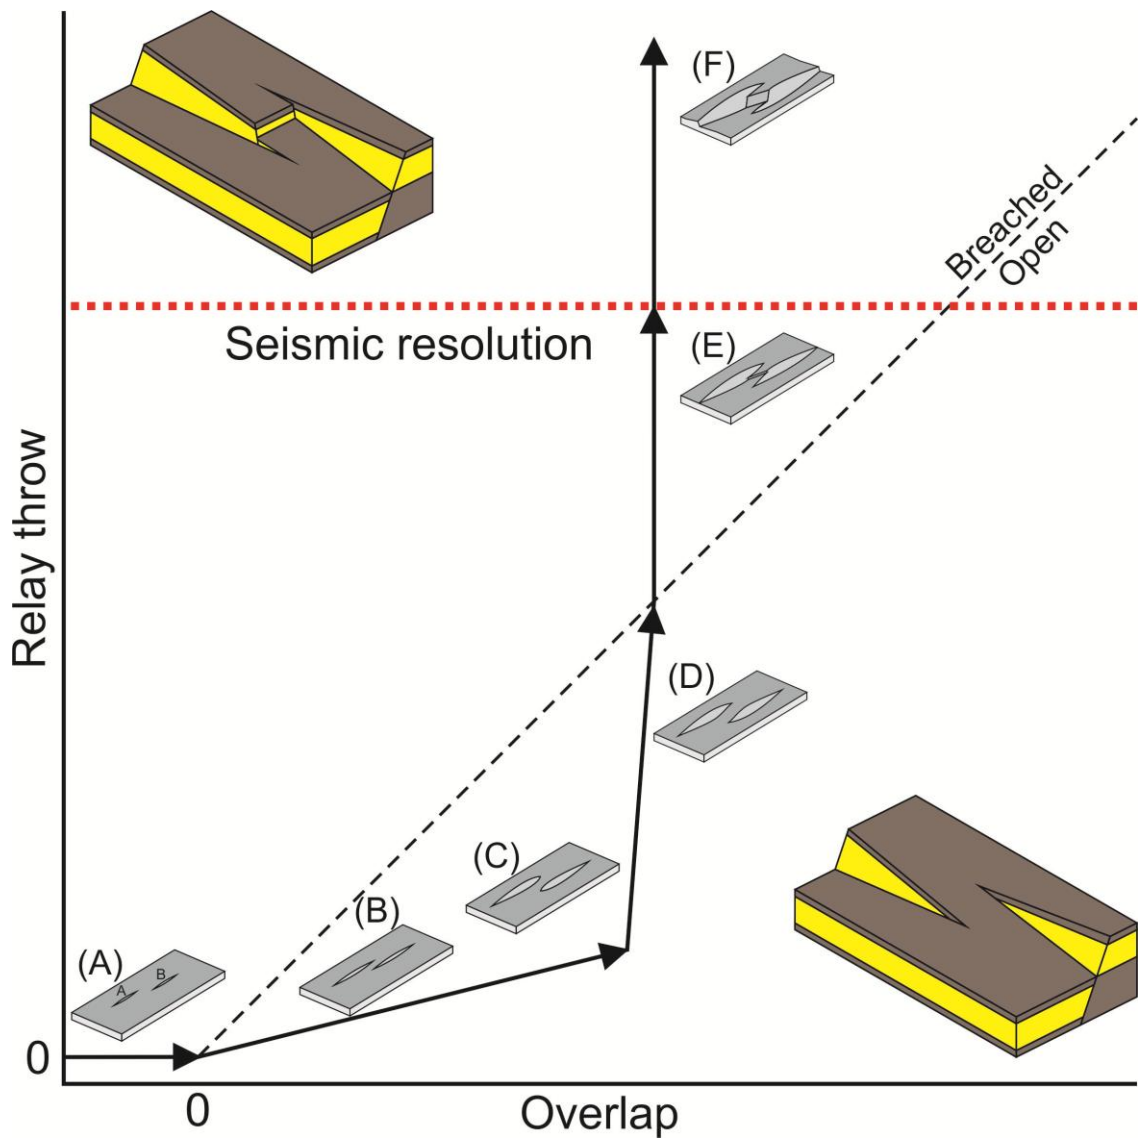 (F)
Breached
Open
Seismic resolution
(E)
Relay throw
(D)
(C)
(B)
(A)
A
B
0
0
Overlap